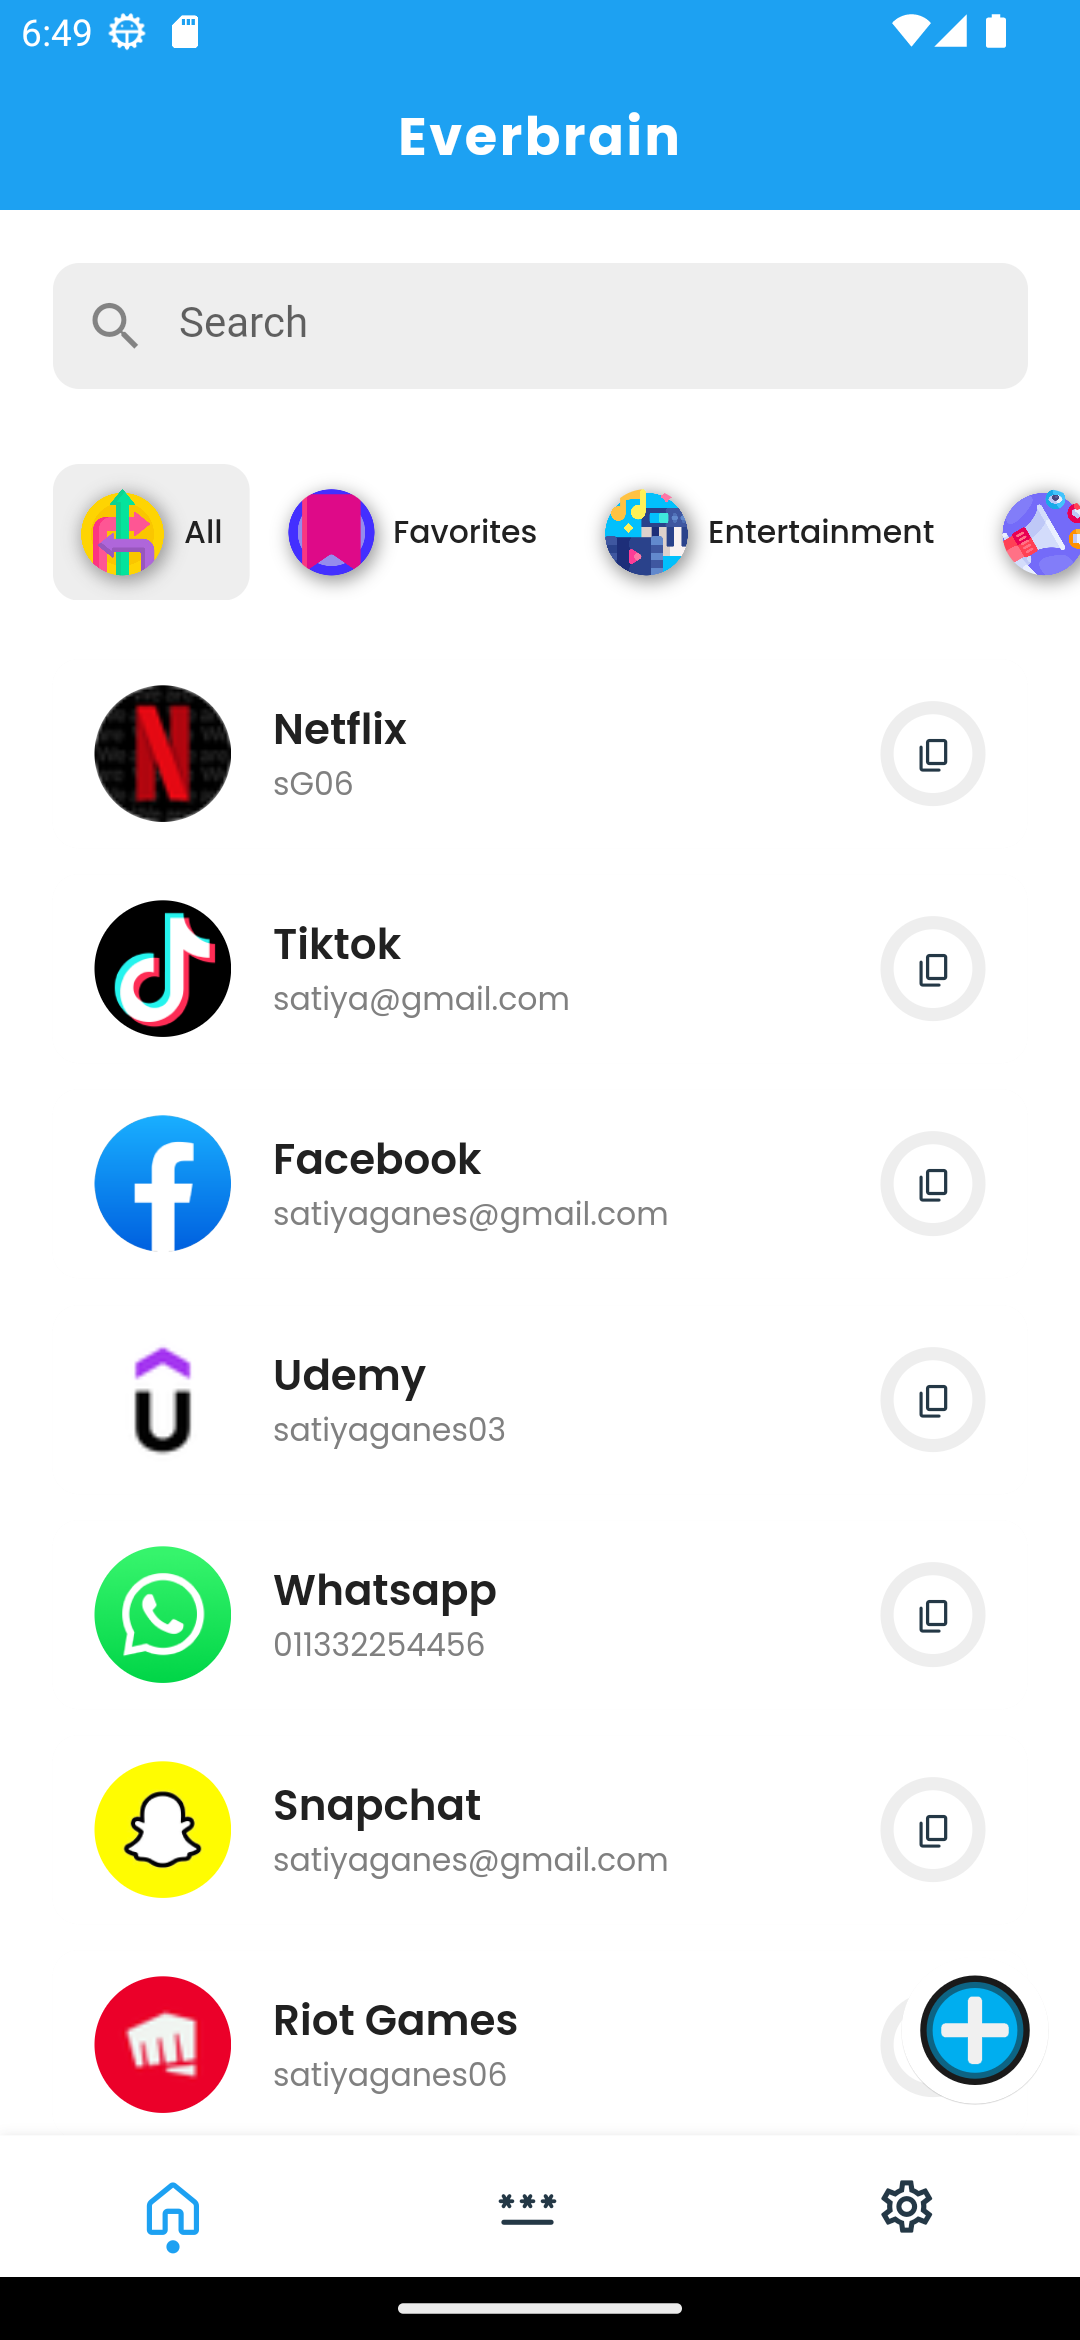 6:49
Everbrain
Search
All
Favorites
Entertainment
Netflix
sG06
Tiktok
satiya@gmail.com
Facebook
satiyaganes@gmail.com
Udemy
satiyaganes03
Whatsapp
011332254456
Snapchat
satiyaganes@gmail.com
Riot Games
satiyaganes06